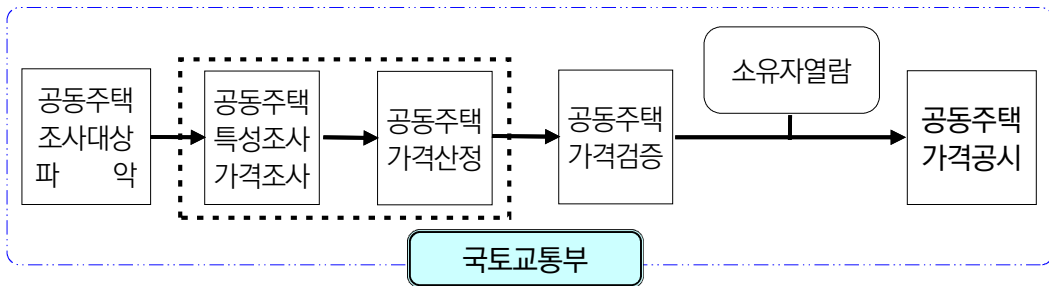 공동주택
조사대상
파 악
공동주택
특성조사
가격조사
공동주택
가격산정
공동주택
가격검증
소유자열람
공동주택
가격공시
국토교통부